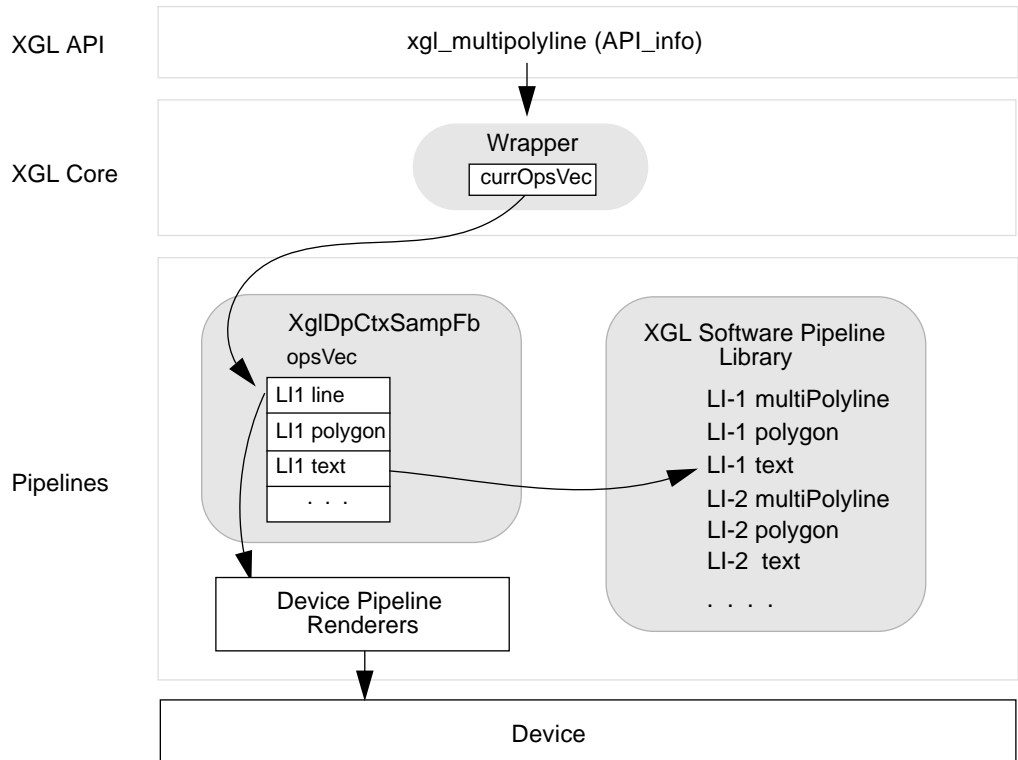 XGL API
xgl_multipolyline (API_info)
XGL Core
Wrapper
currOpsVec
Pipelines
XglDpCtxSampFb
opsVec
LI1 line
LI1 polygon
LI1 text
. . .
XGL Software Pipeline
Library
LI-1 multiPolyline
LI-1 polygon
LI-1 text
LI-2 multiPolyline
LI-2 polygon
LI-2 text
. . . .
Device Pipeline
Renderers
Device